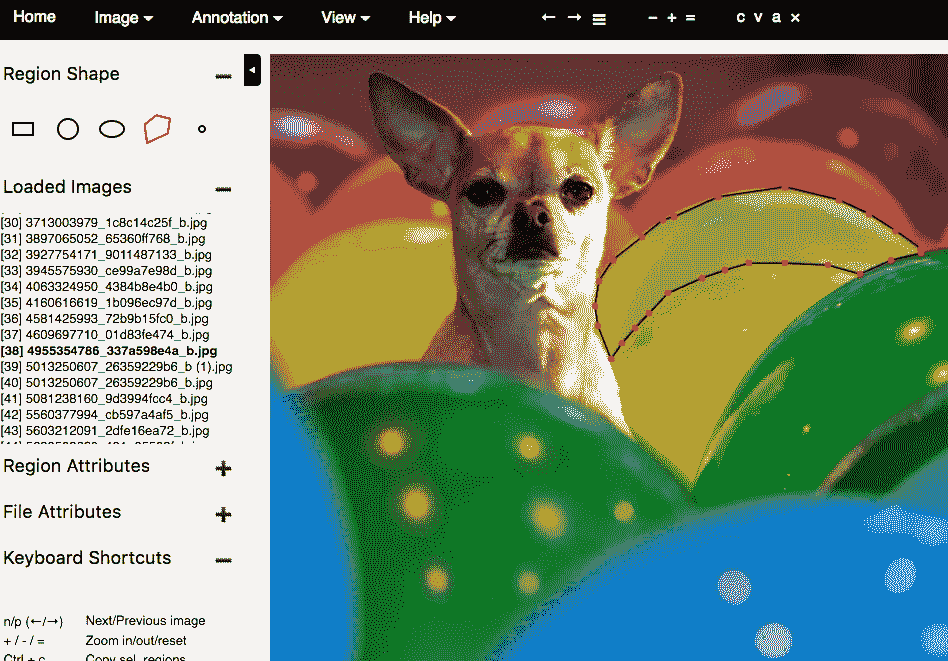 Home Image Annotation View Help ← → ≡ − + = c v a ×
Region Shape
Loaded Images
[30] 3713003979_1c8c14c25f_b.jpg
[31] 3897065052_65360ff768_b.jpg
[32] 3927754171_9011487133_b.jpg
[33] 3945575930_ce99a7e98d_b.jpg
[34] 4063324950_4384b8e4b0_b.jpg
[35] 4160616619_1b096ec97d_b.jpg
[36] 4581425993_72b9b15fc0_b.jpg
[37] 4609697710_01d83fe474_b.jpg
[38] 4955354786_337a598e4a_b.jpg
[39] 5013250607_26359229b6_b (1).jpg
[40] 5013250607_26359229b6_b.jpg
[41] 5081238160_9d3994fcc4_b.jpg
[42] 5560377994_cb597a4af5_b.jpg
[43] 5603212091_2dfe16ea72_b.jpg
Region Attributes
File Attributes
Keyboard Shortcuts
n/p (←/→) Next/Previous image
+ / - / = Zoom in/out/reset
Ctrl + c Copy sel. regions